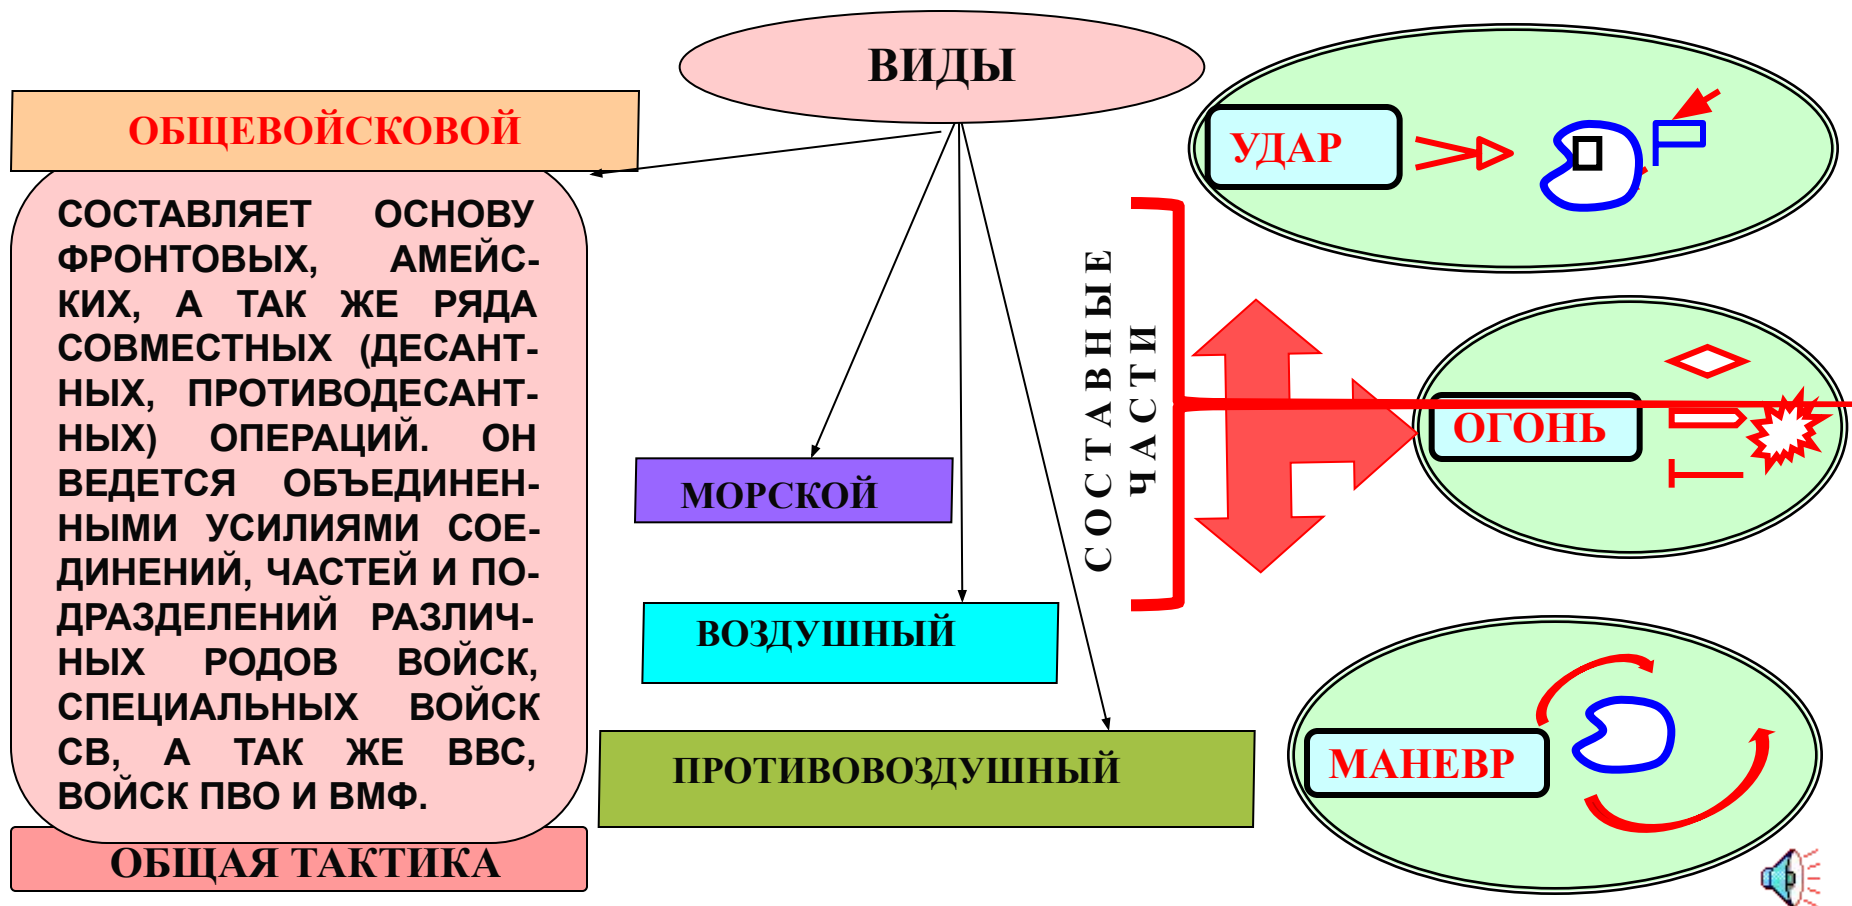 ВИДЫ
ОБЩЕВОЙСКОВОЙ
СОСТАВЛЯЕТ ОСНОВУ
ФРОНТОВЫХ, АМЕЙС-
КИХ, А ТАК ЖЕ РЯДА
СОВМЕСТНЫХ (ДЕСАНТ-
НЫХ, ПРОТИВОДЕСАНТ-
НЫХ) ОПЕРАЦИЙ. ОН
ВЕДЕТСЯ ОБЪЕДИНЕН-
НЫМИ УСИЛИЯМИ СОЕ-
ДИНЕНИЙ, ЧАСТЕЙ И ПО-
ДРАЗДЕЛЕНИЙ РАЗЛИЧ-
НЫХ РОДОВ ВОЙСК,
СПЕЦИАЛЬНЫХ ВОЙСК
СВ, А ТАК ЖЕ ВВС,
ВОЙСК ПВО И ВМФ.
ОБЩАЯ ТАКТИКА
МОРСКОЙ
ВОЗДУШНЫЙ
ПРОТИВОВОЗДУШНЫЙ
СОСТАВНЫЕ
ЧАСТИ
УДАР
ОГОНЬ
МАНЕВР